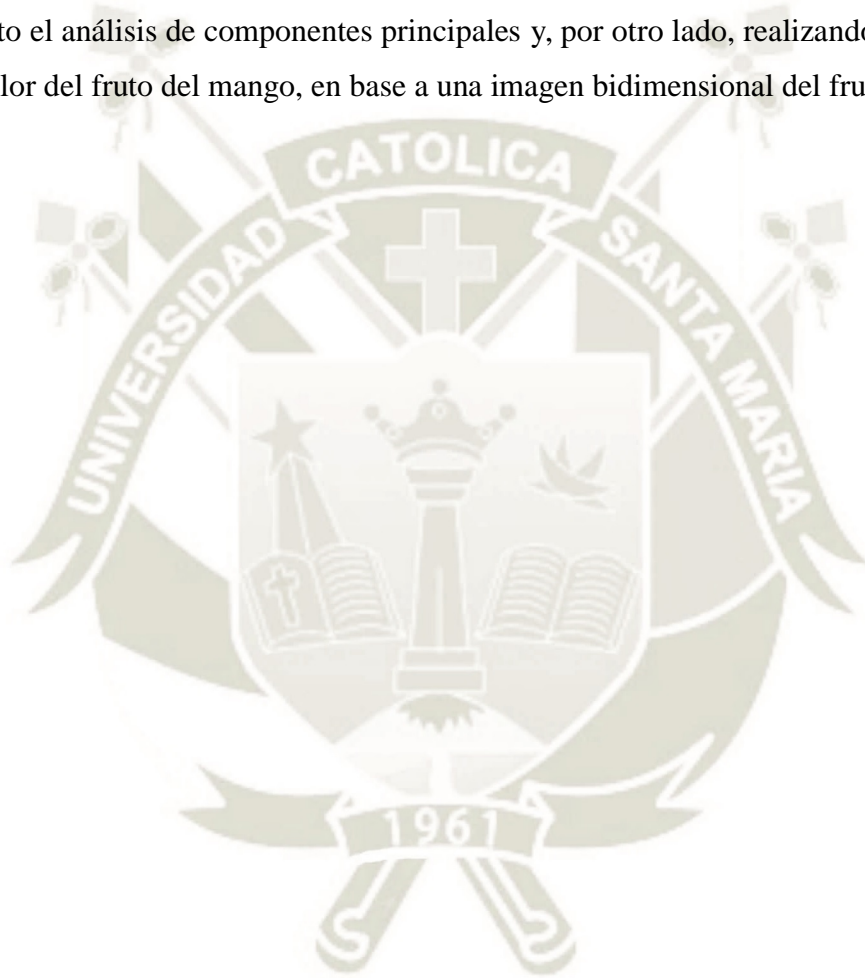 to el análisis de componentes principales y, por otro lado, realizando
lor del fruto del mango, en base a una imagen bidimensional del fru
UNIVERSIDAD CATOLICA SANTA MARIA
1961